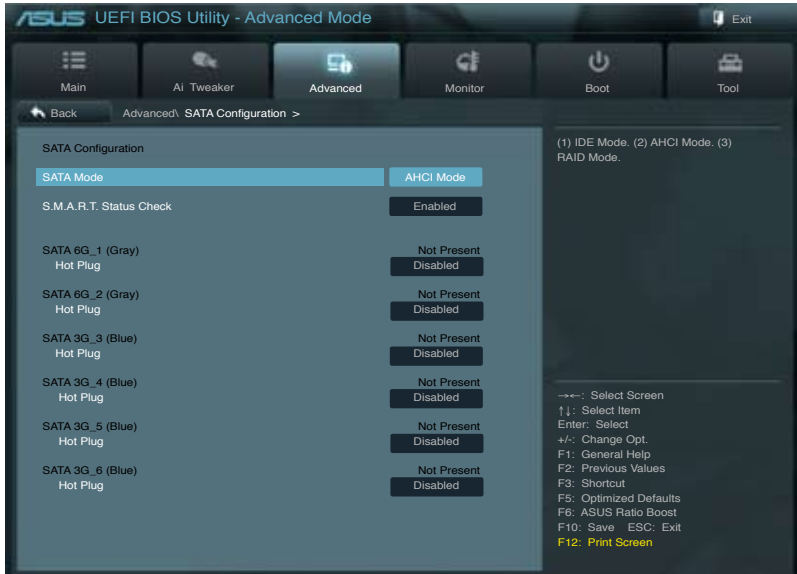 ASUS UEFI BIOS Utility - Advanced Mode
Exit
Main
Ai Tweaker
Advanced
Monitor
Boot
Tool
Back
Advanced\ SATA Configuration >
SATA Configuration
SATA Mode AHCI Mode
S.M.A.R.T. Status Check Enabled
SATA 6G_1 (Gray) Not Present
Hot Plug Disabled
SATA 6G_2 (Gray) Not Present
Hot Plug Disabled
SATA 3G_3 (Blue) Not Present
Hot Plug Disabled
SATA 3G_4 (Blue) Not Present
Hot Plug Disabled
SATA 3G_5 (Blue) Not Present
Hot Plug Disabled
SATA 3G_6 (Blue) Not Present
Hot Plug Disabled
(1) IDE Mode. (2) AHCI Mode. (3)
RAID Mode.
→←: Select Screen
↑↓: Select Item
Enter: Select
+/-: Change Opt.
F1: General Help
F2: Previous Values
F3: Shortcut
F5: Optimized Defaults
F6: ASUS Ratio Boost
F10: Save ESC: Exit
F12: Print Screen